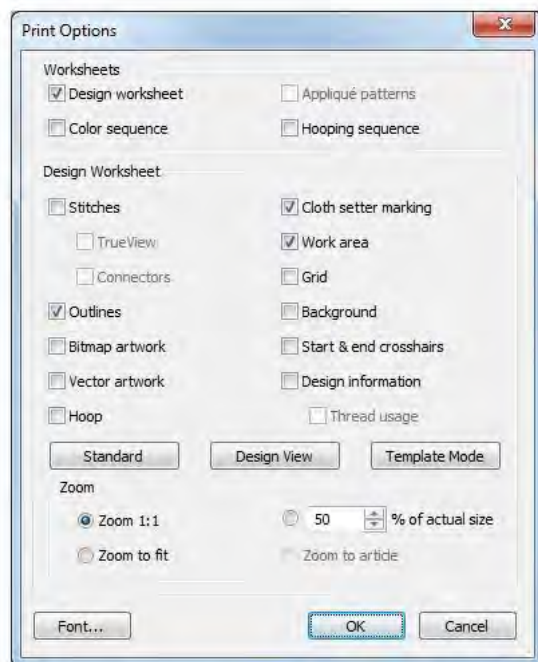 Print Options
Worksheets
Design worksheet
Appliqué patterns
Color sequence
Hooping sequence
Design Worksheet
Stitches
Cloth setter marking
TrueView
Work area
Connectors
Grid
Outlines
Background
Bitmap artwork
Start & end crosshairs
Vector artwork
Design information
Hoop
Thread usage
Standard
Design View
Template Mode
Zoom
Zoom 1:1
50 % of actual size
Zoom to fit
Zoom to article
Font...
OK
Cancel